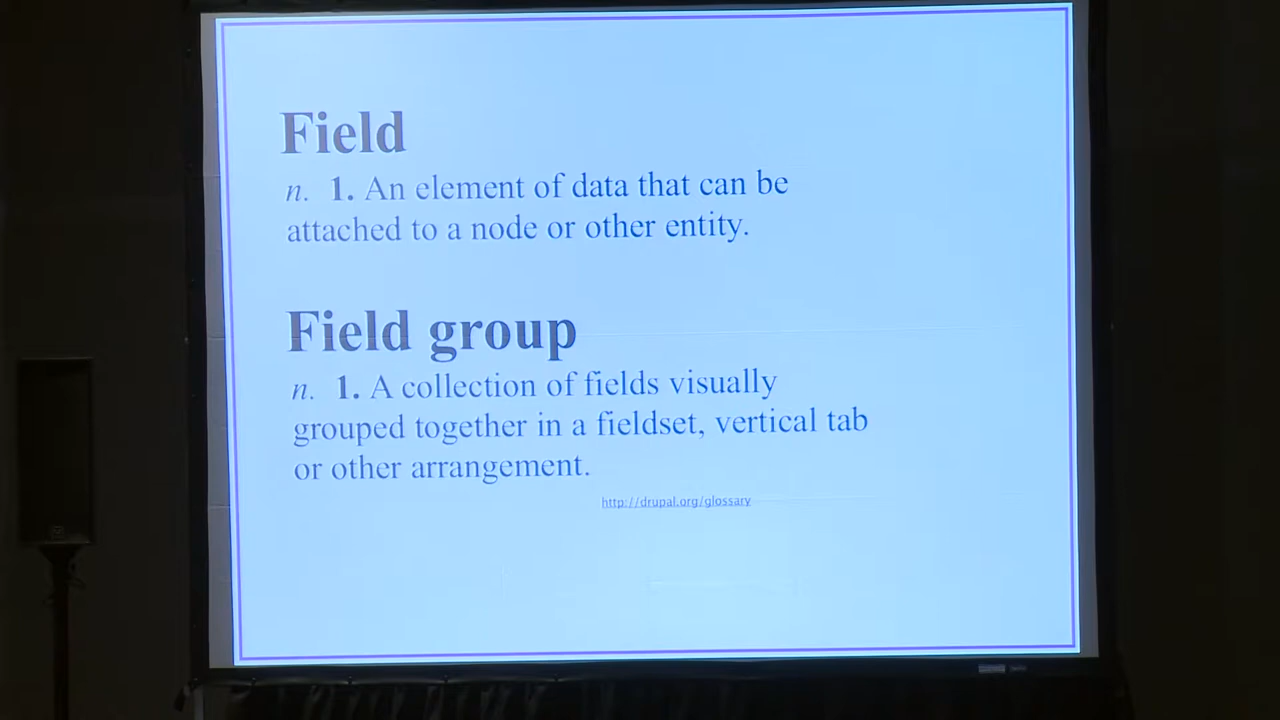 Field
n. 1. An element of data that can be
attached to a node or other entity.
Field group
n. 1. A collection of fields visually
grouped together in a fieldset, vertical tab
or other arrangement.
http://drupal.org/glossary